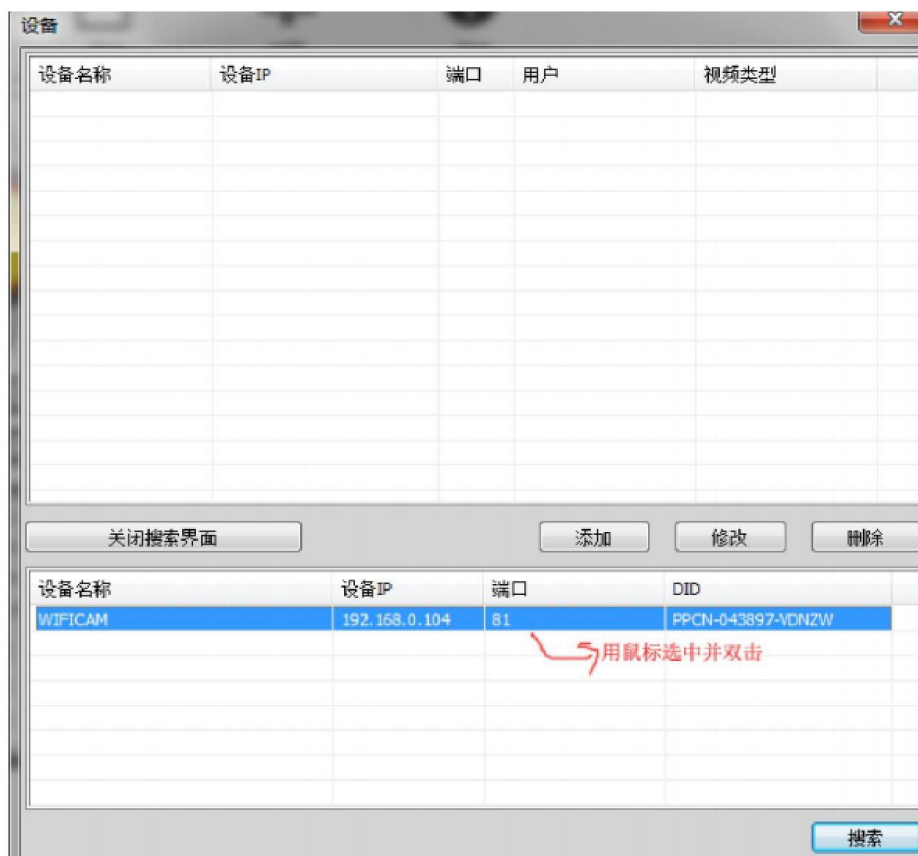 设备
设备名称 设备IP 端口 用户 视频类型
关闭搜索界面 添加 修改 删除
设备名称 设备IP 端口 DID
WIFICAM 192.168.0.104 81 PPCN-043897-VDNZW
用鼠标选中并双击
搜索